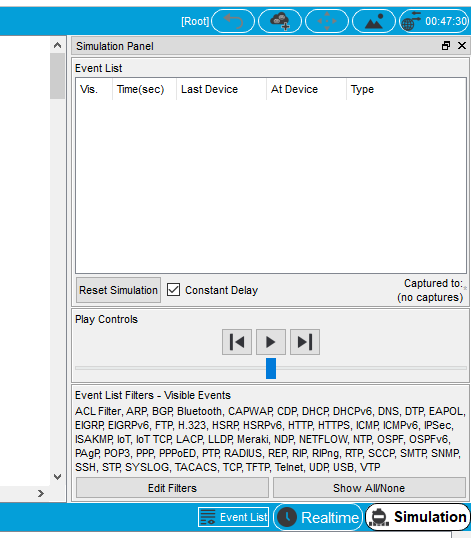 [Root] 00:47:30
Simulation Panel
Event List
Vis. Time(sec) Last Device At Device Type
Reset Simulation Constant Delay Captured to:
(no captures)
Play Controls
Event List Filters - Visible Events
ACL Filter, ARP, BGP, Bluetooth, CAPWAP, CDP, DHCP, DHCPv6, DNS, DTP, EAPOL,
EIGRP, EIGRPv6, FTP, H.323, HSRP, HSRPv6, HTTP, HTTPS, ICMP, ICMPv6, IPSec,
ISAKMP, IoT, IoT TCP, LACP, LLDP, Meraki, NDP, NETFLOW, NTP, OSPF, OSPFv6,
PAgP, POP3, PPP, PPPoED, PTP, RADIUS, REP, RIP, RIPng, RTP, SCCP, SMTP, SNMP,
SSH, STP, SYSLOG, TACACS, TCP, TFTP, Telnet, UDP, USB, VTP
Edit Filters Show All/None
Event List Realtime Simulation